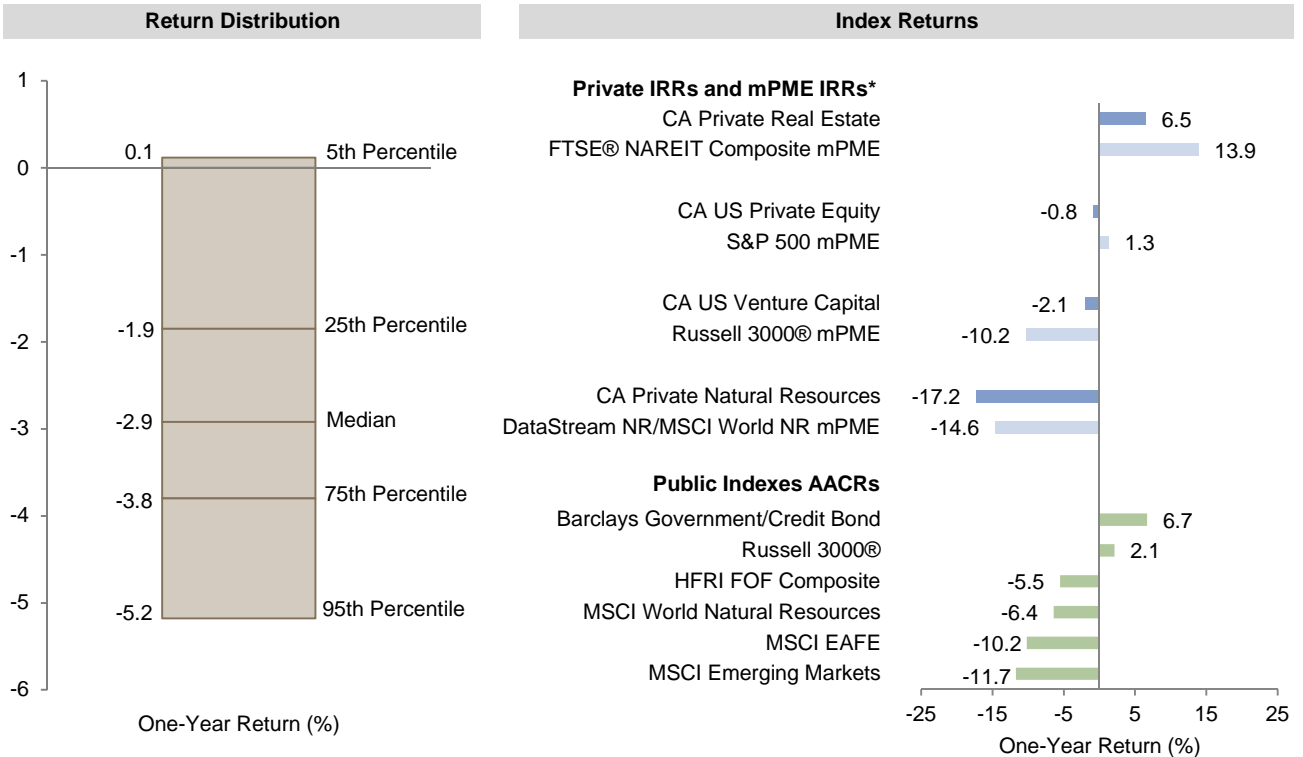 Return Distribution
1
0
-1
-2
-3
-4
-5
-6
0.1
5th Percentile
-1.9
25th Percentile
-2.9
Median
-3.8
75th Percentile
-5.2
95th Percentile
One-Year Return (%)
Index Returns
Private IRRs and mPME IRRs*
CA Private Real Estate 6.5
FTSE® NAREIT Composite mPME 13.9
CA US Private Equity -0.8
S&P 500 mPME 1.3
CA US Venture Capital -2.1
Russell 3000® mPME -10.2
CA Private Natural Resources -17.2
DataStream NR/MSCI World NR mPME -14.6
Public Indexes AACRs
Barclays Government/Credit Bond 6.7
Russell 3000® 2.1
HFRI FOF Composite -5.5
MSCI World Natural Resources -6.4
MSCI EAFE -10.2
MSCI Emerging Markets -11.7
-25 -15 -5 5 15 25
One-Year Return (%)